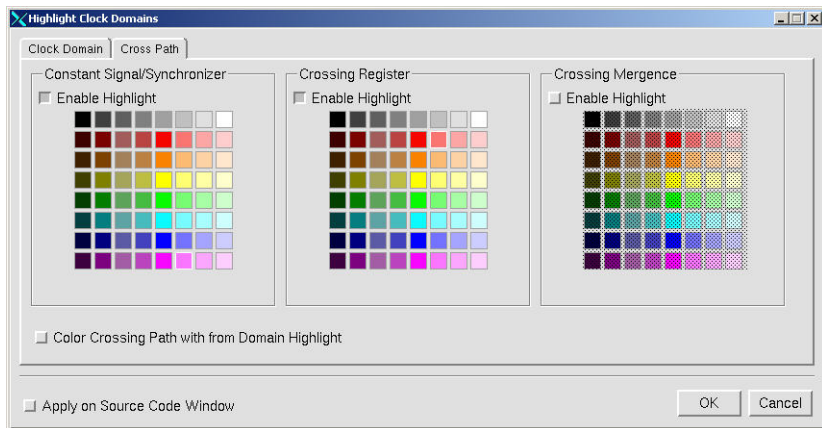 Highlight Clock Domains
Clock Domain Cross Path
Constant Signal/Synchronizer Crossing Register Crossing Mergence
Enable Highlight Enable Highlight Enable Highlight
Color Crossing Path with from Domain Highlight
Apply on Source Code Window
OK Cancel